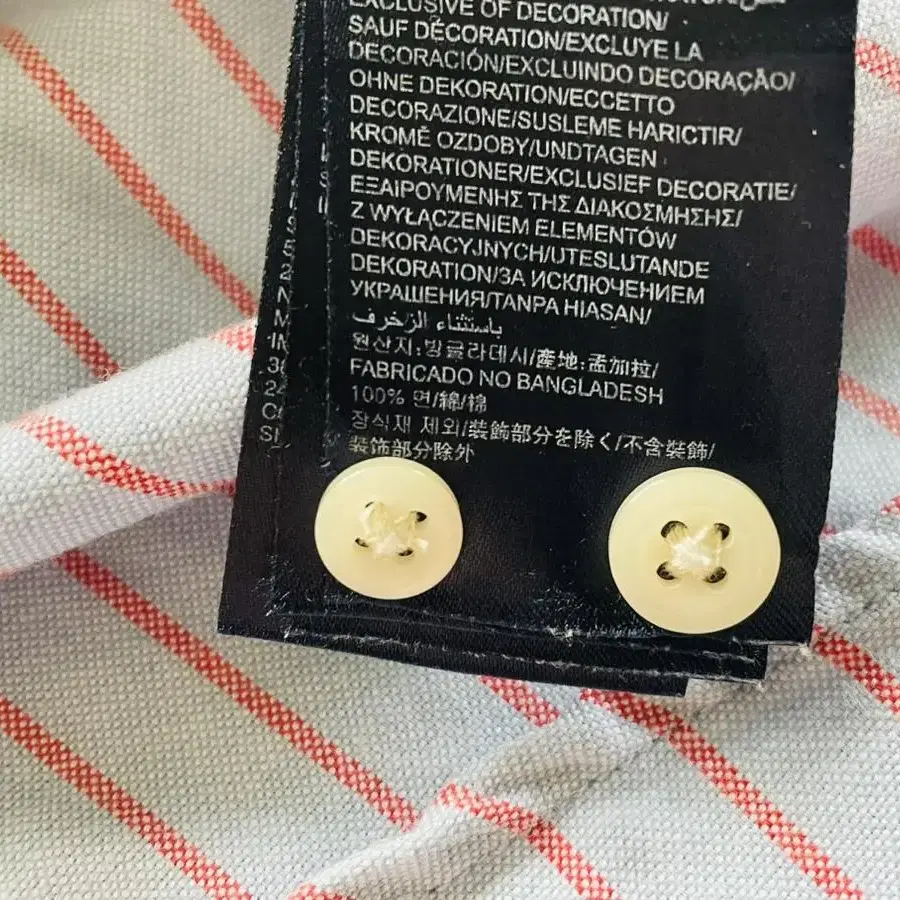 EXCLUSIVE OF DECORATION/
SAUF DÉCORATION/EXCLUYE LA
DECORACIÓN/EXCLUINDO DECORAÇÃO/
OHNE DEKORATION/ECCETTO
DECORAZIONE/SUSLEME HARICTIR/
KROMĚ OZDOBY/UNDTAGEN
DEKORATIONER/EXCLUSIEF DECORATIE/
ΕΞΑΙΡΟΥΜΕΝΗΣ ΤΗΣ ΔΙΑΚΟΣΜΗΣΗΣ/
Z WYŁĄCZENIEM ELEMENTÓW
DEKORACYJNYCH/UTESLUTANDE
DEKORATION/ЗА ИСКЛЮЧЕНИЕМ
УКРАШЕНИЯ/TANPA HIASAN/
باستثناء الزخرف
원산지:방글라데시/產地:孟加拉/
FABRICADO NO BANGLADESH
100% 면/綿/棉
장식재 제외/装飾部分を除く/不含裝飾/
装饰部分除外